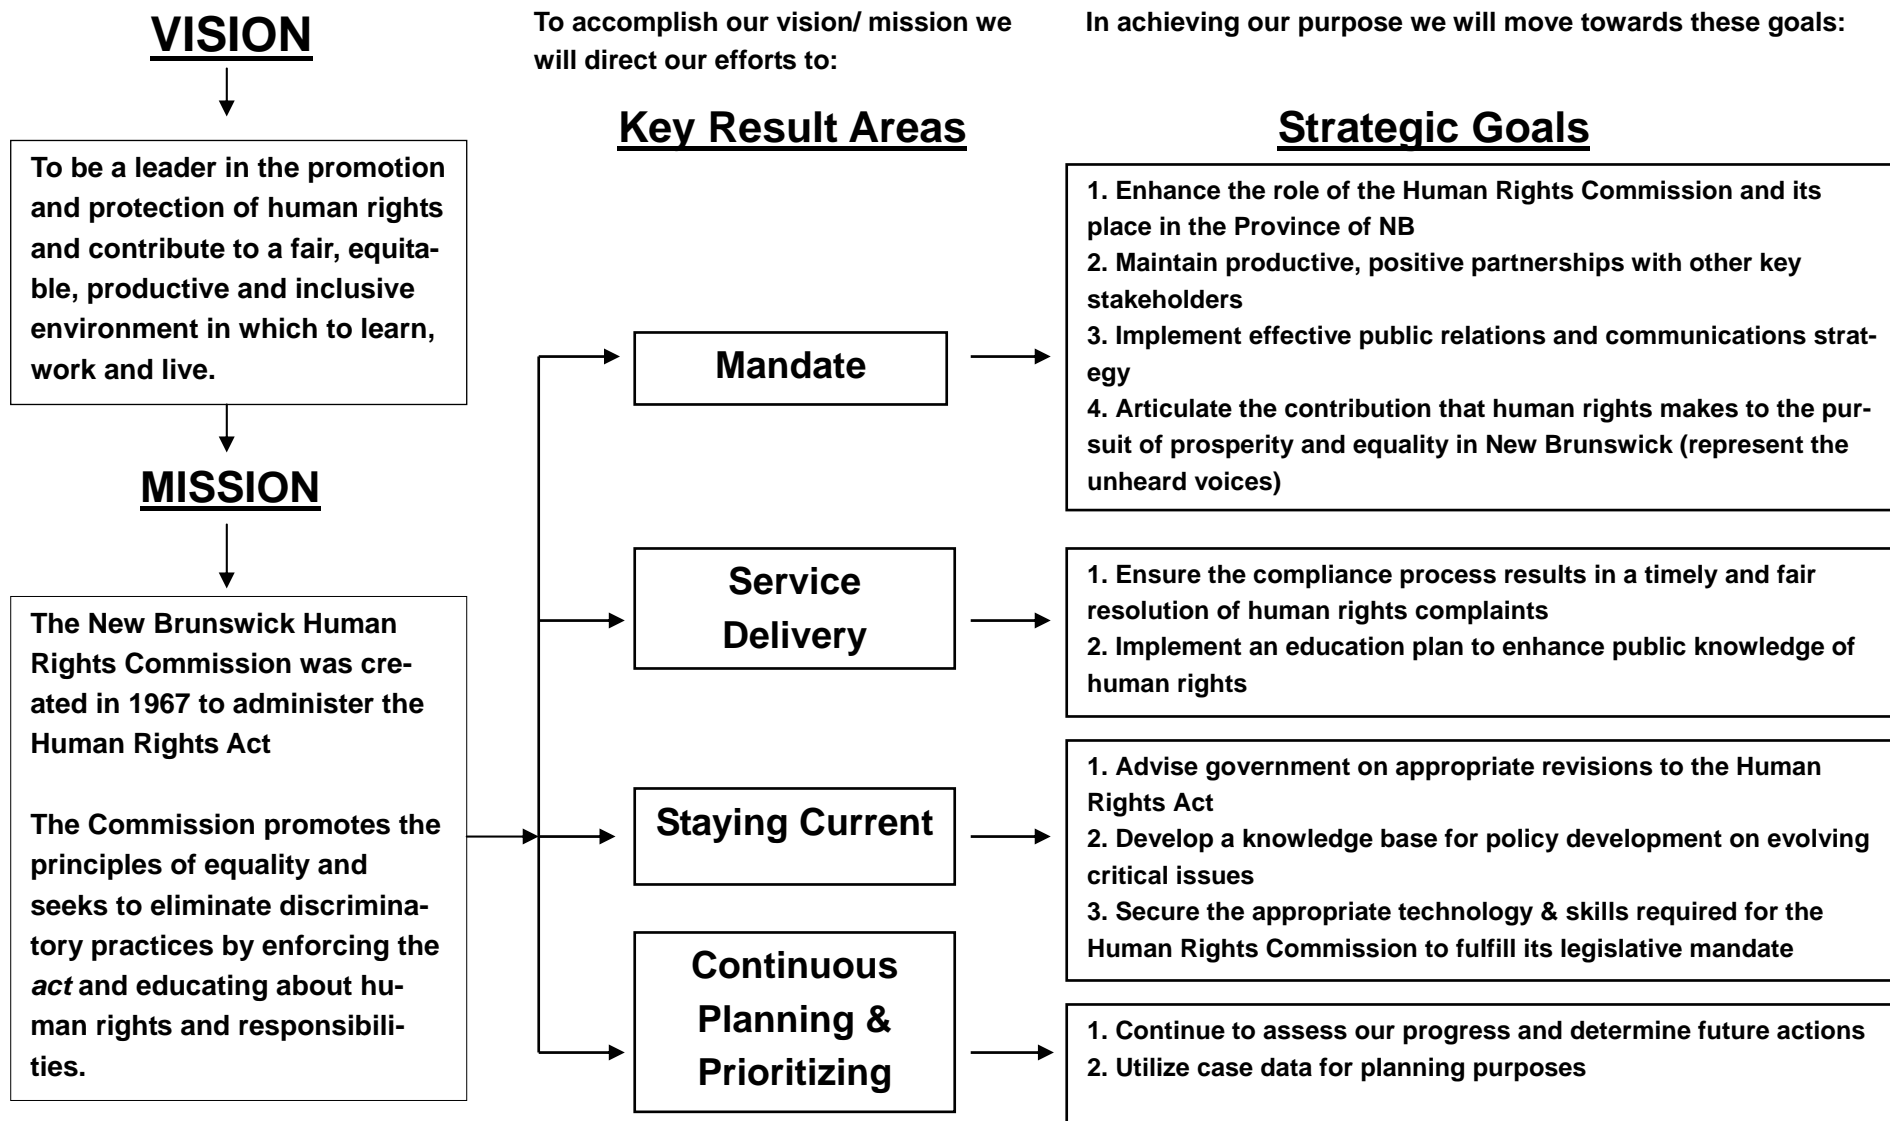 VISION
To be a leader in the promotion
and protection of human rights
and contribute to a fair, equita-
ble, productive and inclusive
environment in which to learn,
work and live.
MISSION
The New Brunswick Human
Rights Commission was cre-
ated in 1967 to administer the
Human Rights Act
The Commission promotes the
principles of equality and
seeks to eliminate discrimina-
tory practices by enforcing the
act and educating about hu-
man rights and responsibili-
ties.
To accomplish our vision/ mission we
will direct our efforts to:
Key Result Areas
Mandate
Service
Delivery
Staying Current
Continuous
Planning &
Prioritizing
In achieving our purpose we will move towards these goals:
Strategic Goals
1. Enhance the role of the Human Rights Commission and its
place in the Province of NB
2. Maintain productive, positive partnerships with other key
stakeholders
3. Implement effective public relations and communications strat-
egy
4. Articulate the contribution that human rights makes to the pur-
suit of prosperity and equality in New Brunswick (represent the
unheard voices)
1. Ensure the compliance process results in a timely and fair
resolution of human rights complaints
2. Implement an education plan to enhance public knowledge of
human rights
1. Advise government on appropriate revisions to the Human
Rights Act
2. Develop a knowledge base for policy development on evolving
critical issues
3. Secure the appropriate technology & skills required for the
Human Rights Commission to fulfill its legislative mandate
1. Continue to assess our progress and determine future actions
2. Utilize case data for planning purposes